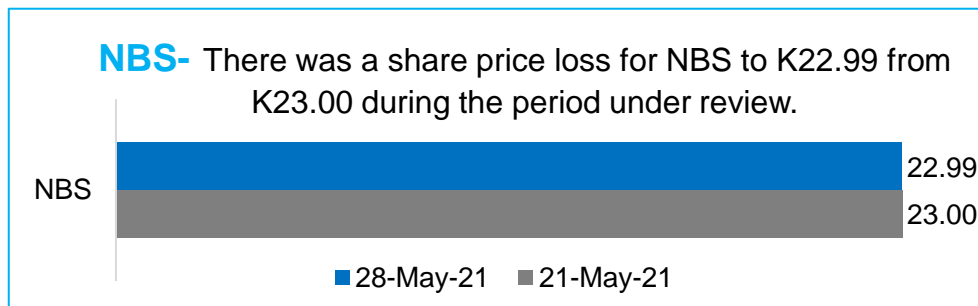 NBS- There was a share price loss for NBS to K22.99 from
K23.00 during the period under review.
22.99
NBS
23.00
28-May-21 21-May-21